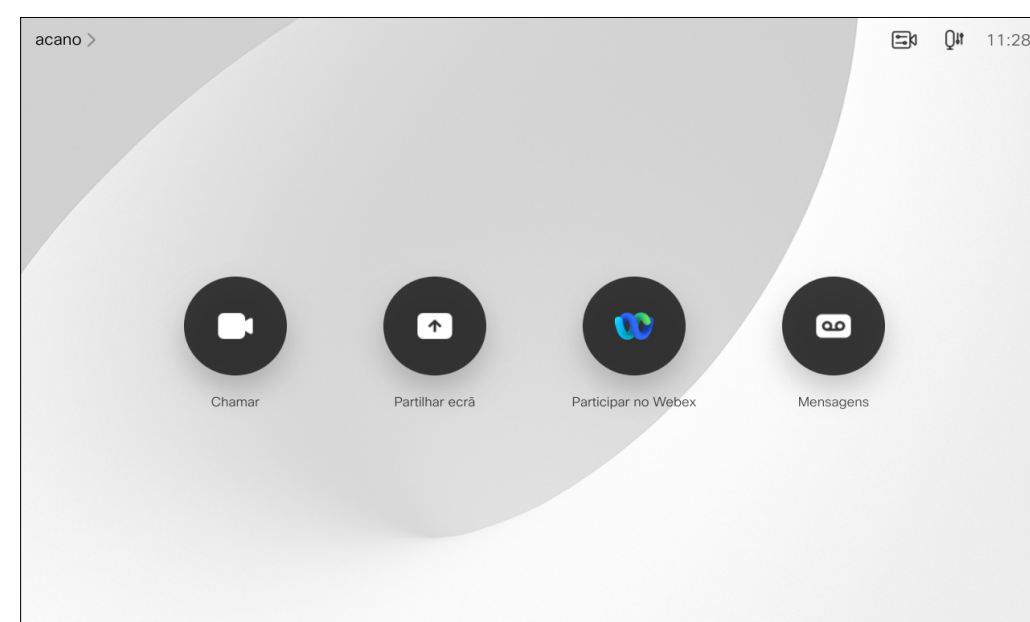 acano
11:28
Chamar
Partilhar ecrã
Participar no Webex
Mensagens